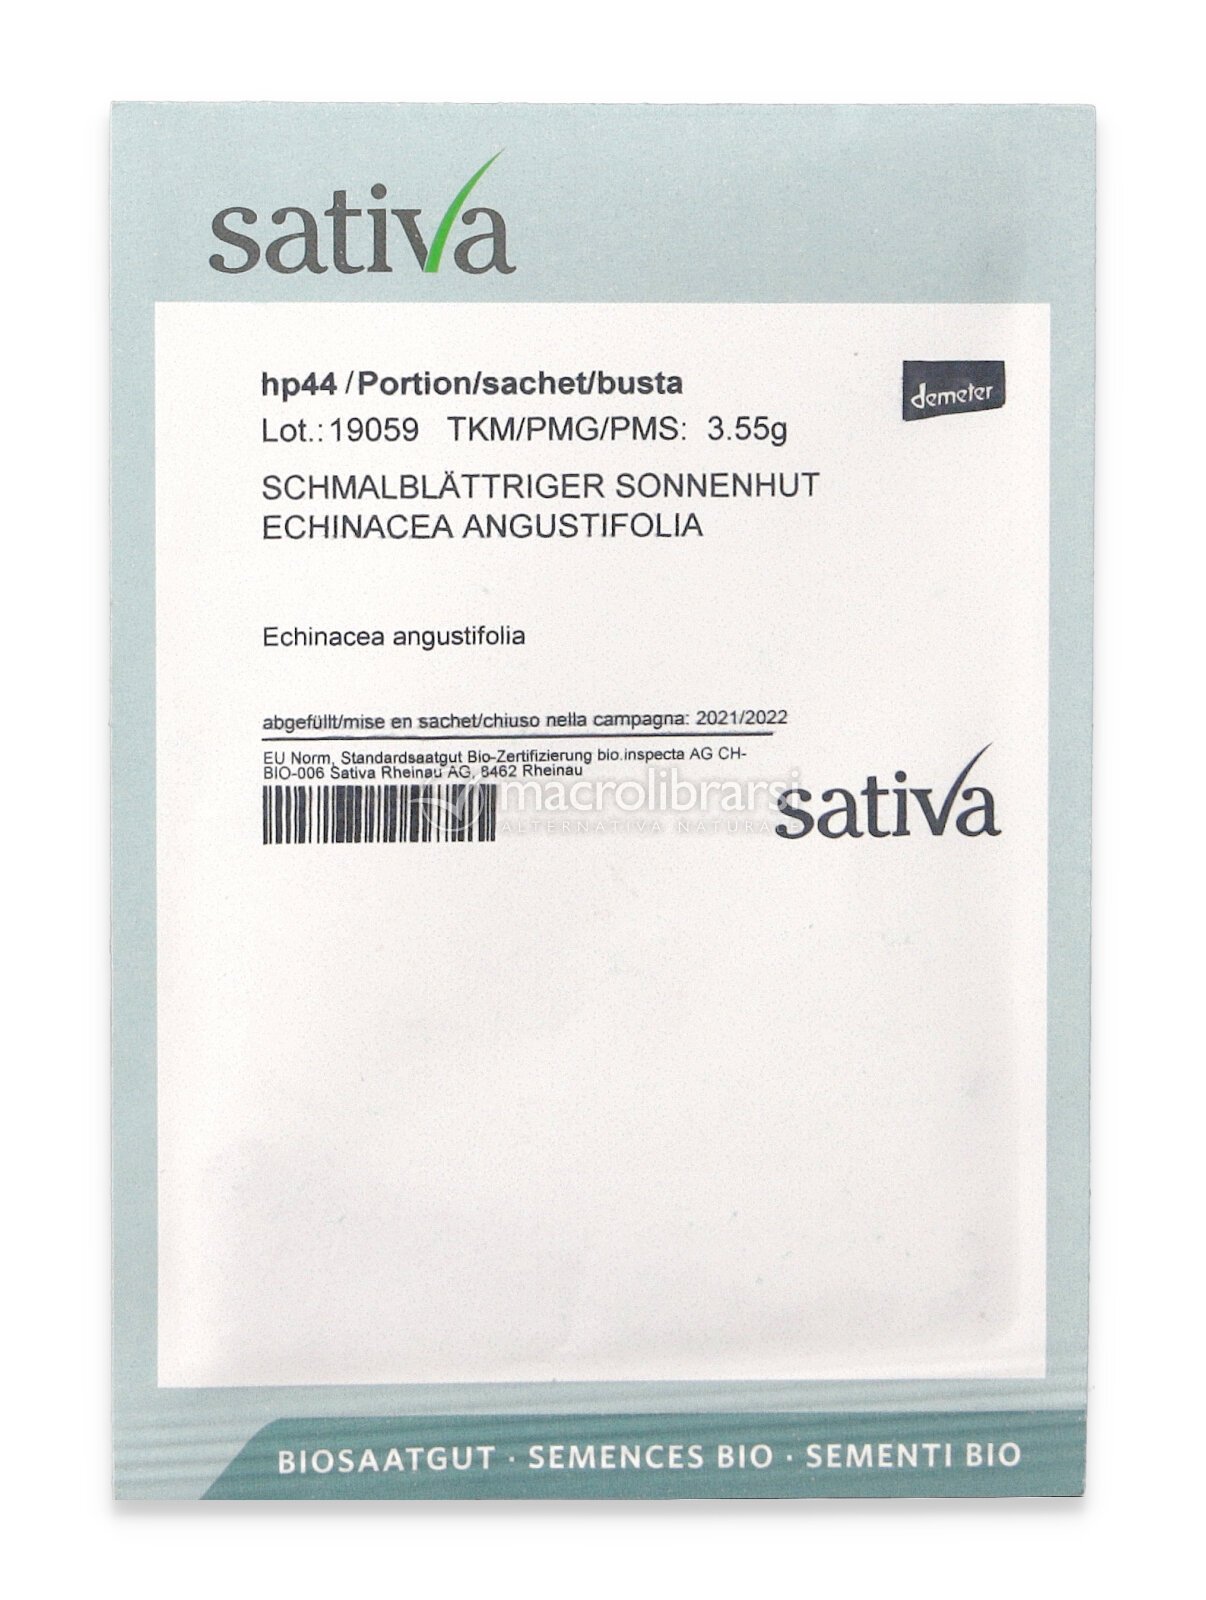 sativa
hp44 /Portion/sachet/busta
demeter
Lot.: 19059 TKM/PMG/PMS: 3.55g
SCHMALBLÄTTRIGER SONNENHUT
ECHINACEA ANGUSTIFOLIA
Echinacea angustifolia
abgefüllt/mise en sachet/chiuso nella campagna: 2021/2022
EU Norm, Standardsaatgut Bio-Zertifizierung bio.inspecta AG CH-
BIO-006 Sativa Rheinau AG, 8462 Rheinau
macrolibrarsi
ALTERNATIVA NATURALE
sativa
BIOSAATGUT · SEMENCES BIO · SEMENTI BIO